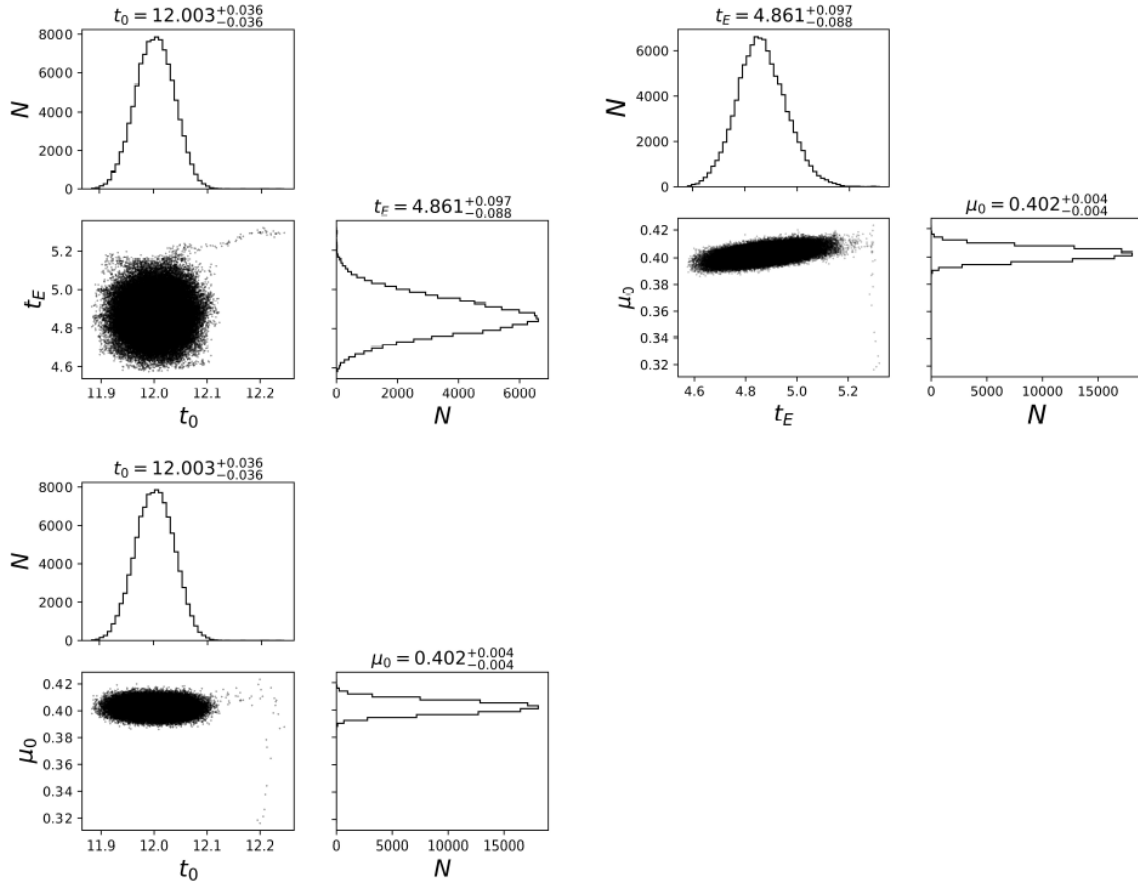 t_0 = 12.003^{+0.036}_{-0.036}
8000
6000
4000
2000
0
N
t_E = 4.861^{+0.097}_{-0.088}
5.2
5.0
4.8
4.6
t_E
11.9 12.0 12.1 12.2
t_0
0 2000 4000 6000
N
t_E = 4.861^{+0.097}_{-0.088}
6000
4000
2000
0
N
μ_0 = 0.402^{+0.004}_{-0.004}
0.42
0.40
0.38
0.36
0.34
0.32
μ_0
4.6 4.8 5.0 5.2
t_E
0 5000 10000 15000
N
t_0 = 12.003^{+0.036}_{-0.036}
8000
6000
4000
2000
0
N
μ_0 = 0.402^{+0.004}_{-0.004}
0.42
0.40
0.38
0.36
0.34
0.32
μ_0
11.9 12.0 12.1 12.2
t_0
0 5000 10000 15000
N